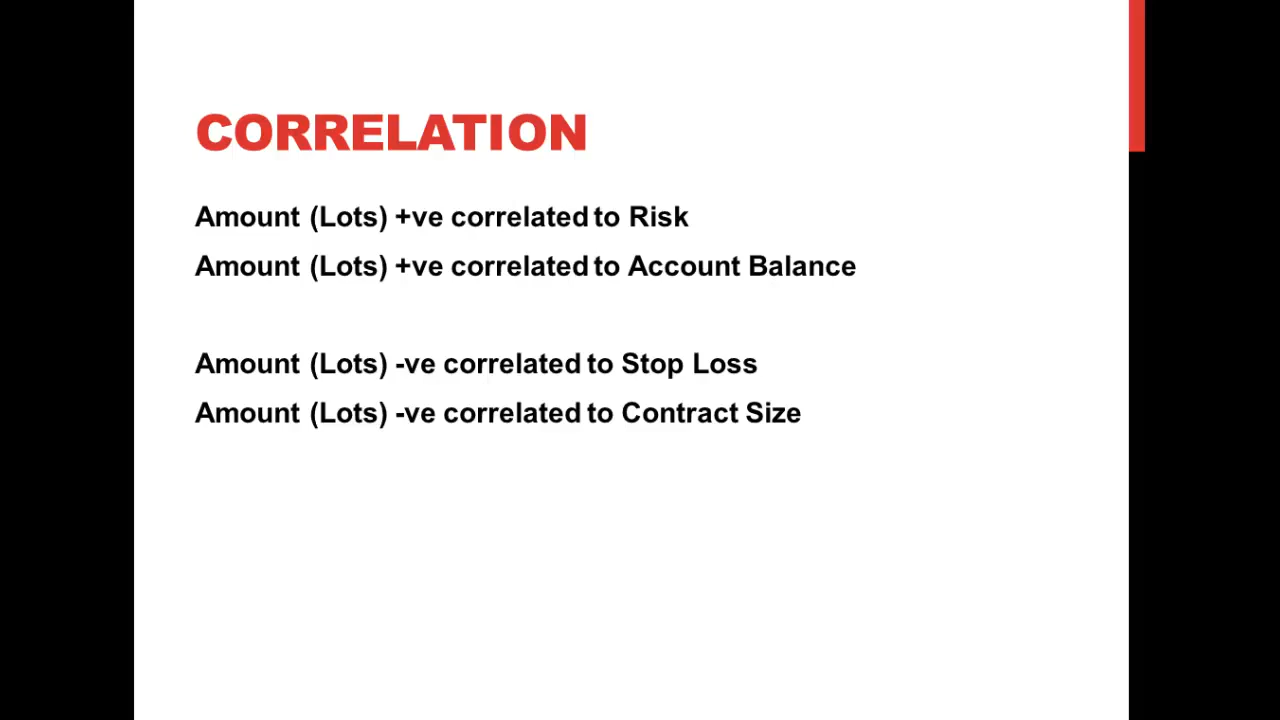 CORRELATION
Amount (Lots) +ve correlated to Risk
Amount (Lots) +ve correlated to Account Balance
Amount (Lots) -ve correlated to Stop Loss
Amount (Lots) -ve correlated to Contract Size